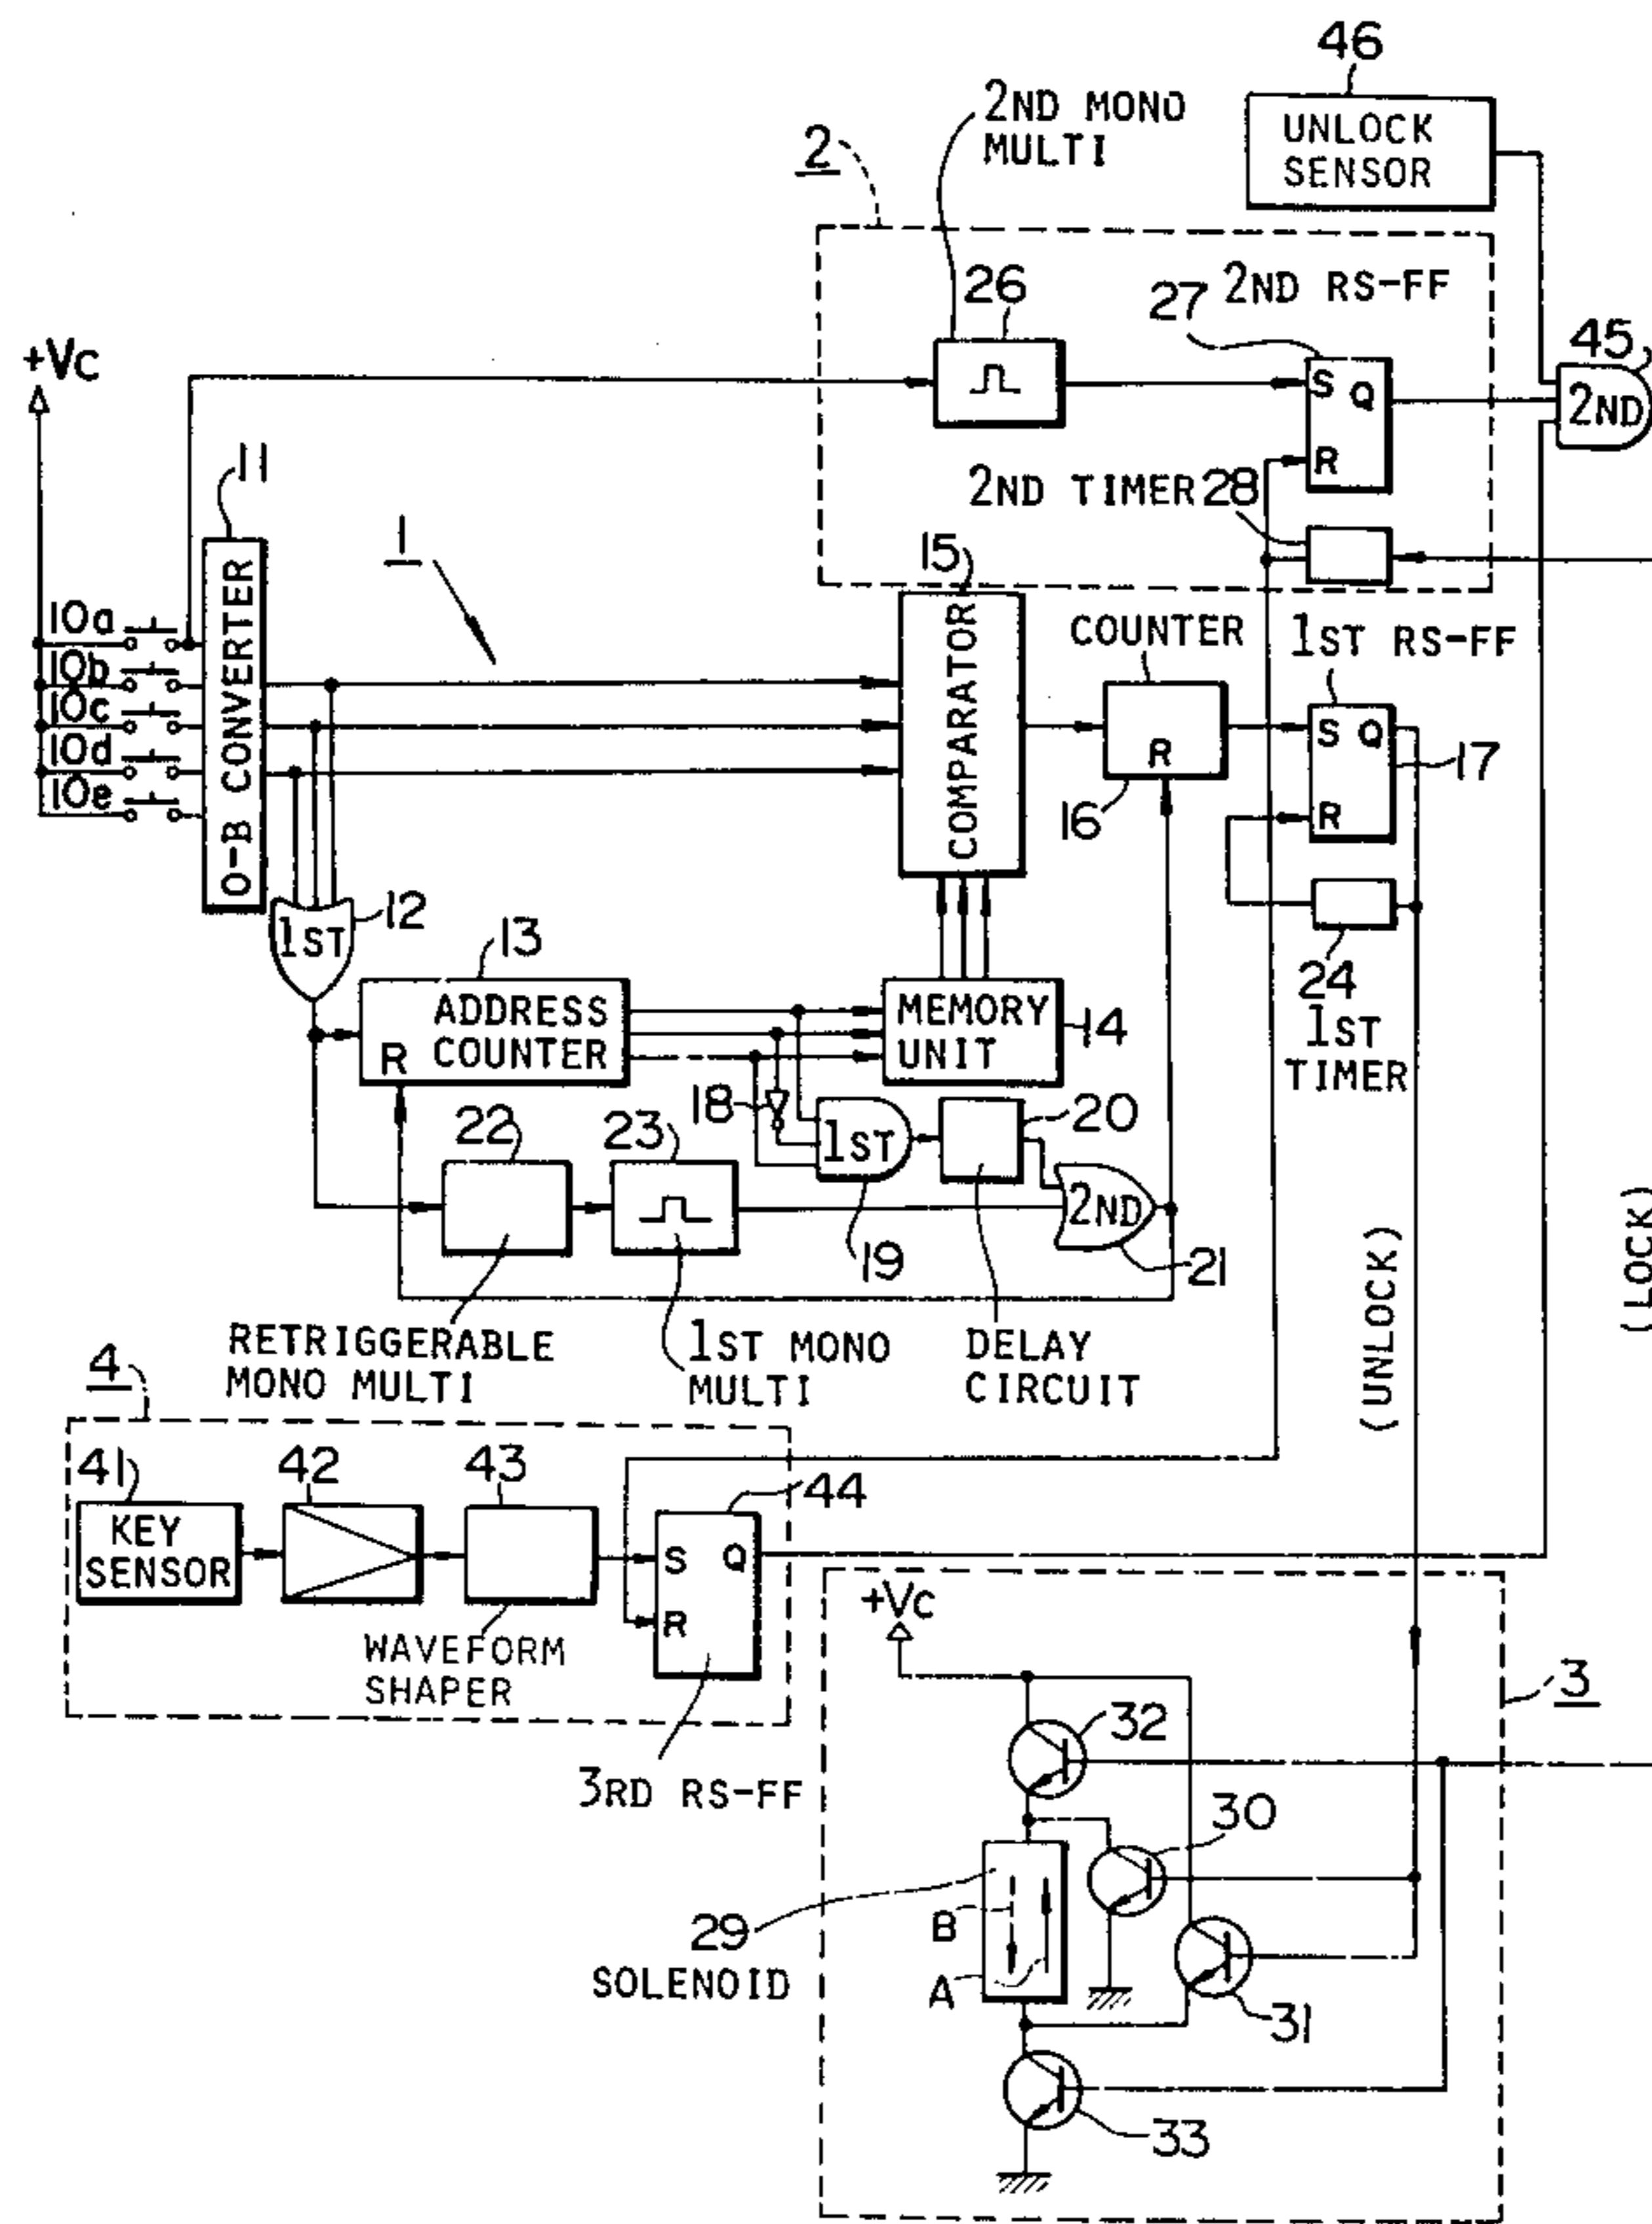 46
2ND MONO
MULTI
UNLOCK
SENSOR
2
26
2ND RS-FF
27
S Q
R
45
2ND
+Vc
11
2ND TIMER 28
1
15
10a
10b
10c
10d
10e
O-B CONVERTER
COMPARATOR
COUNTER
R
16
1ST RS-FF
S Q
R
17
1ST
12
13
ADDRESS
COUNTER
R
MEMORY
UNIT
14
24
1ST
TIMER
18
1ST
20
22
23
19
2ND
21
RETRIGGERABLE
MONO MULTI
1ST MONO
MULTI
DELAY
CIRCUIT
(UNLOCK)
(LOCK)
4
41
42
43
44
KEY
SENSOR
S Q
R
WAVEFORM
SHAPER
3RD RS-FF
+Vc
3
32
30
29
SOLENOID
B
A
31
33